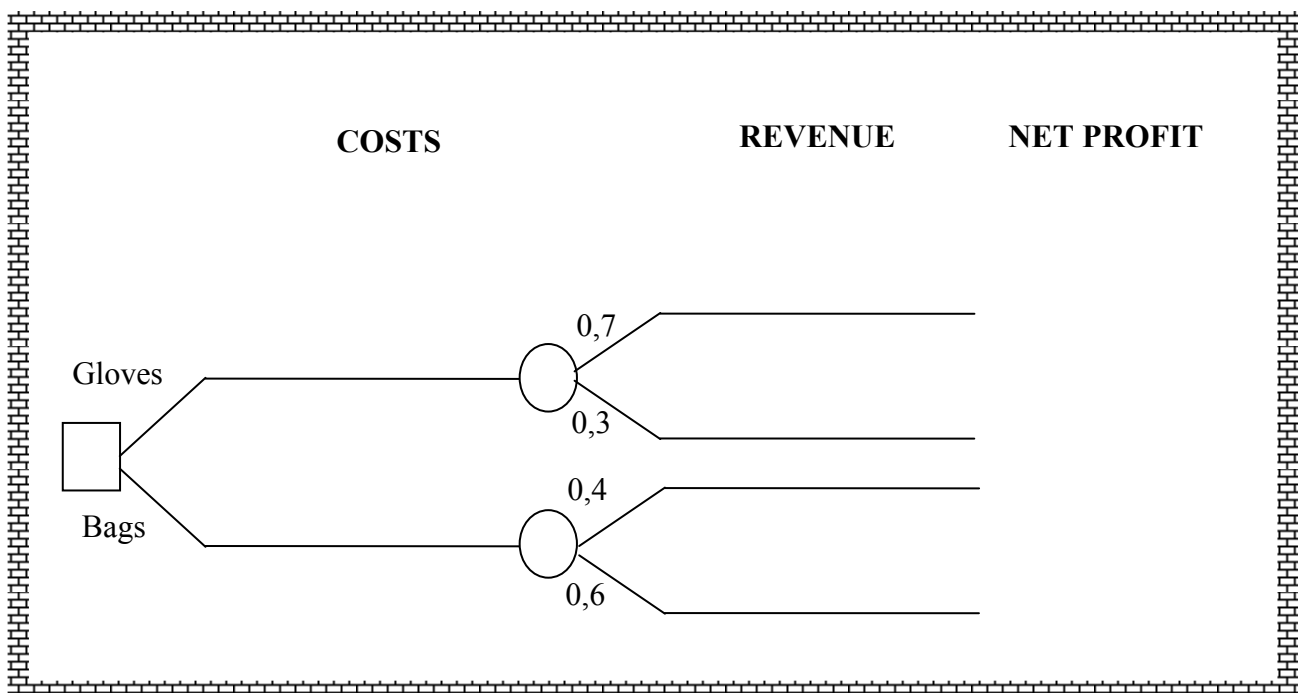 COSTS
REVENUE
NET PROFIT
0,7
Gloves
0,3
0,4
Bags
0,6